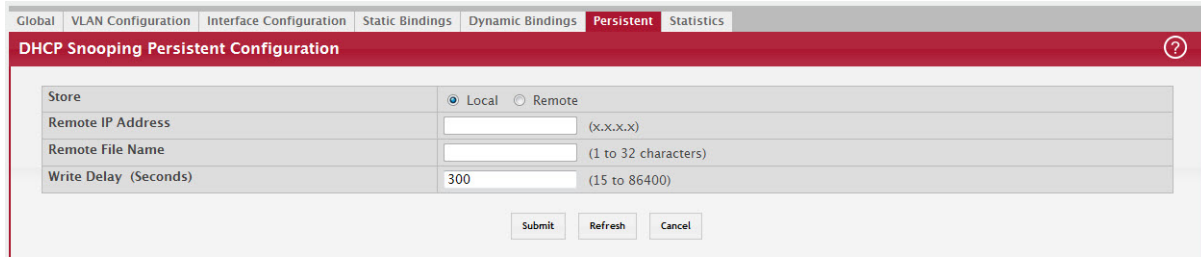 Global VLAN Configuration Interface Configuration Static Bindings Dynamic Bindings Persistent Statistics
DHCP Snooping Persistent Configuration ?
Store Local Remote
Remote IP Address (x.x.x.x)
Remote File Name (1 to 32 characters)
Write Delay (Seconds) 300 (15 to 86400)
Submit Refresh Cancel